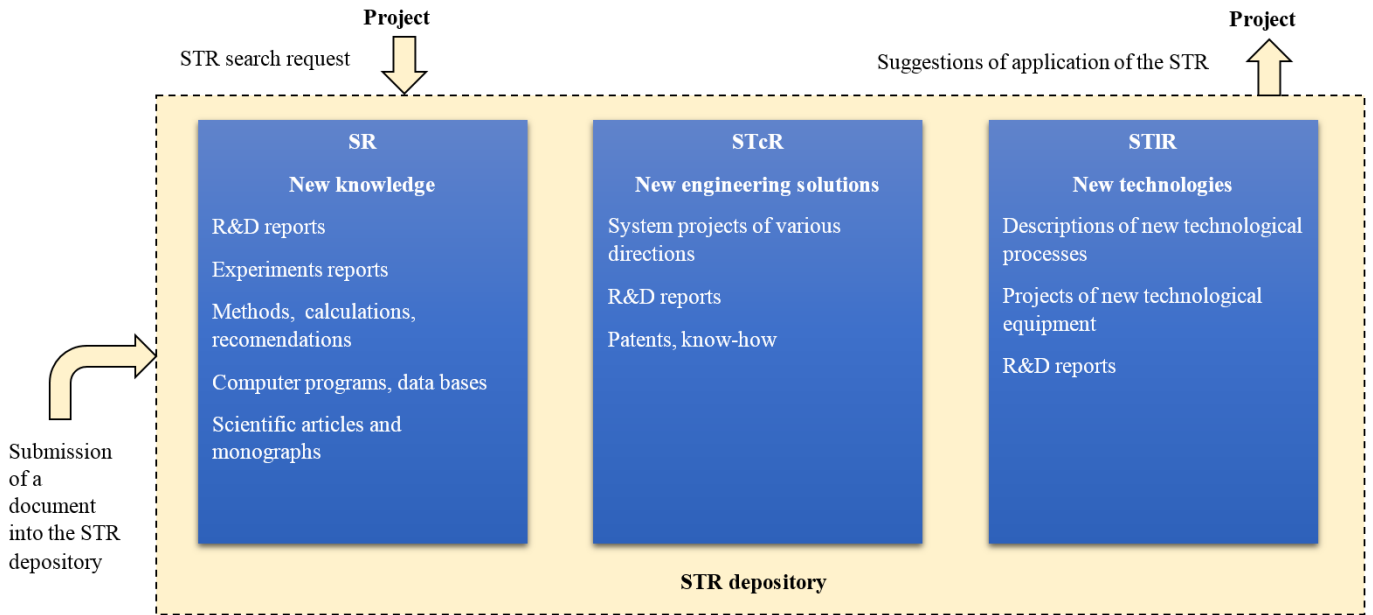 Project
STR search request
Project
Suggestions of application of the STR
SR
New knowledge
R&D reports
Experiments reports
Methods, calculations,
recomendations
Computer programs, data bases
Scientific articles and
monographs
STcR
New engineering solutions
System projects of various
directions
R&D reports
Patents, know-how
STlR
New technologies
Descriptions of new technological
processes
Projects of new technological
equipment
R&D reports
Submission
of a
document
into the STR
depository
STR depository